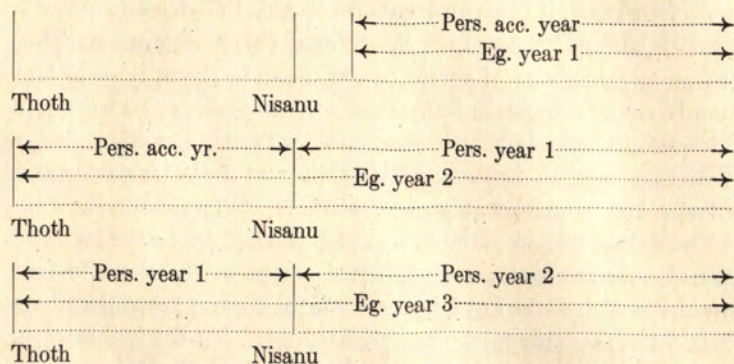 Pers. acc. year
Eg. year 1
Thoth Nisanu
Pers. acc. yr. Pers. year 1
Eg. year 2
Thoth Nisanu
Pers. year 1 Pers. year 2
Eg. year 3
Thoth Nisanu